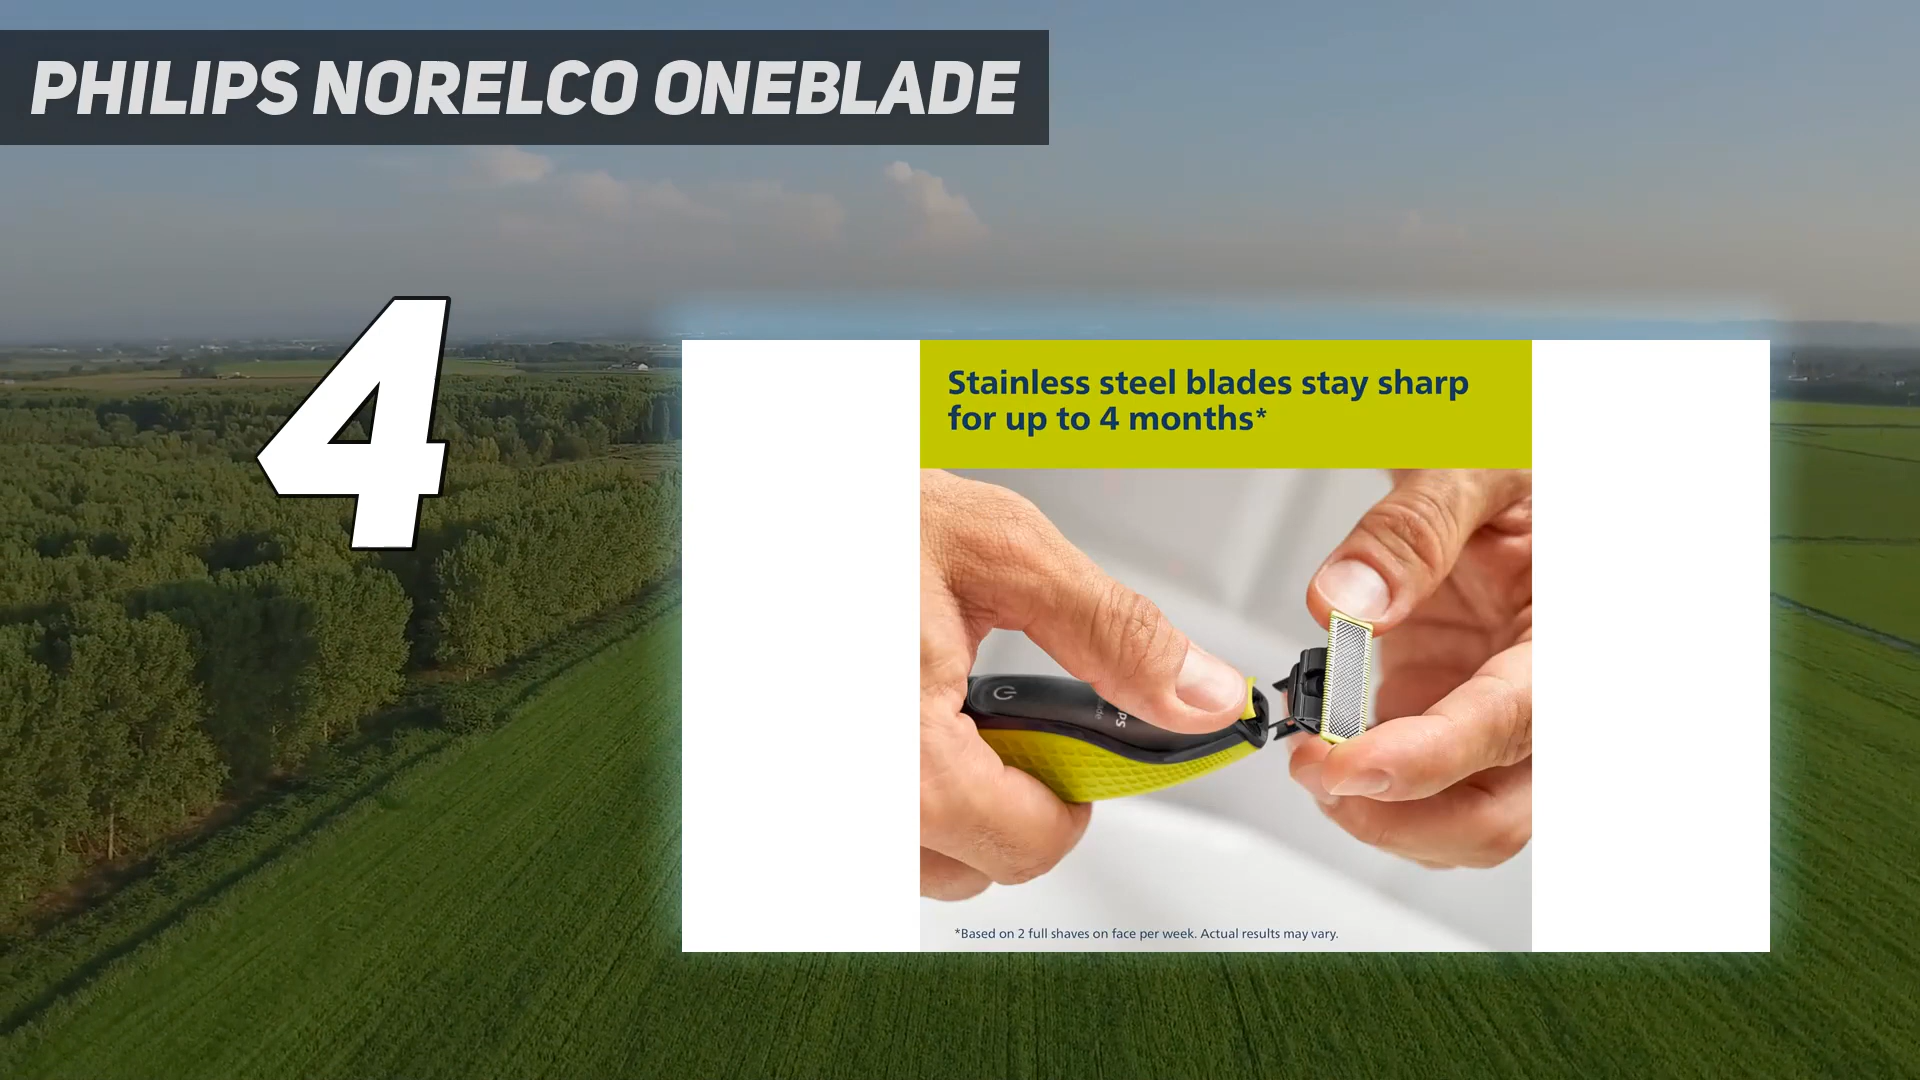 PHILIPS NORELCO ONEBLADE
4
Stainless steel blades stay sharp
for up to 4 months*
*Based on 2 full shaves on face per week. Actual results may vary.